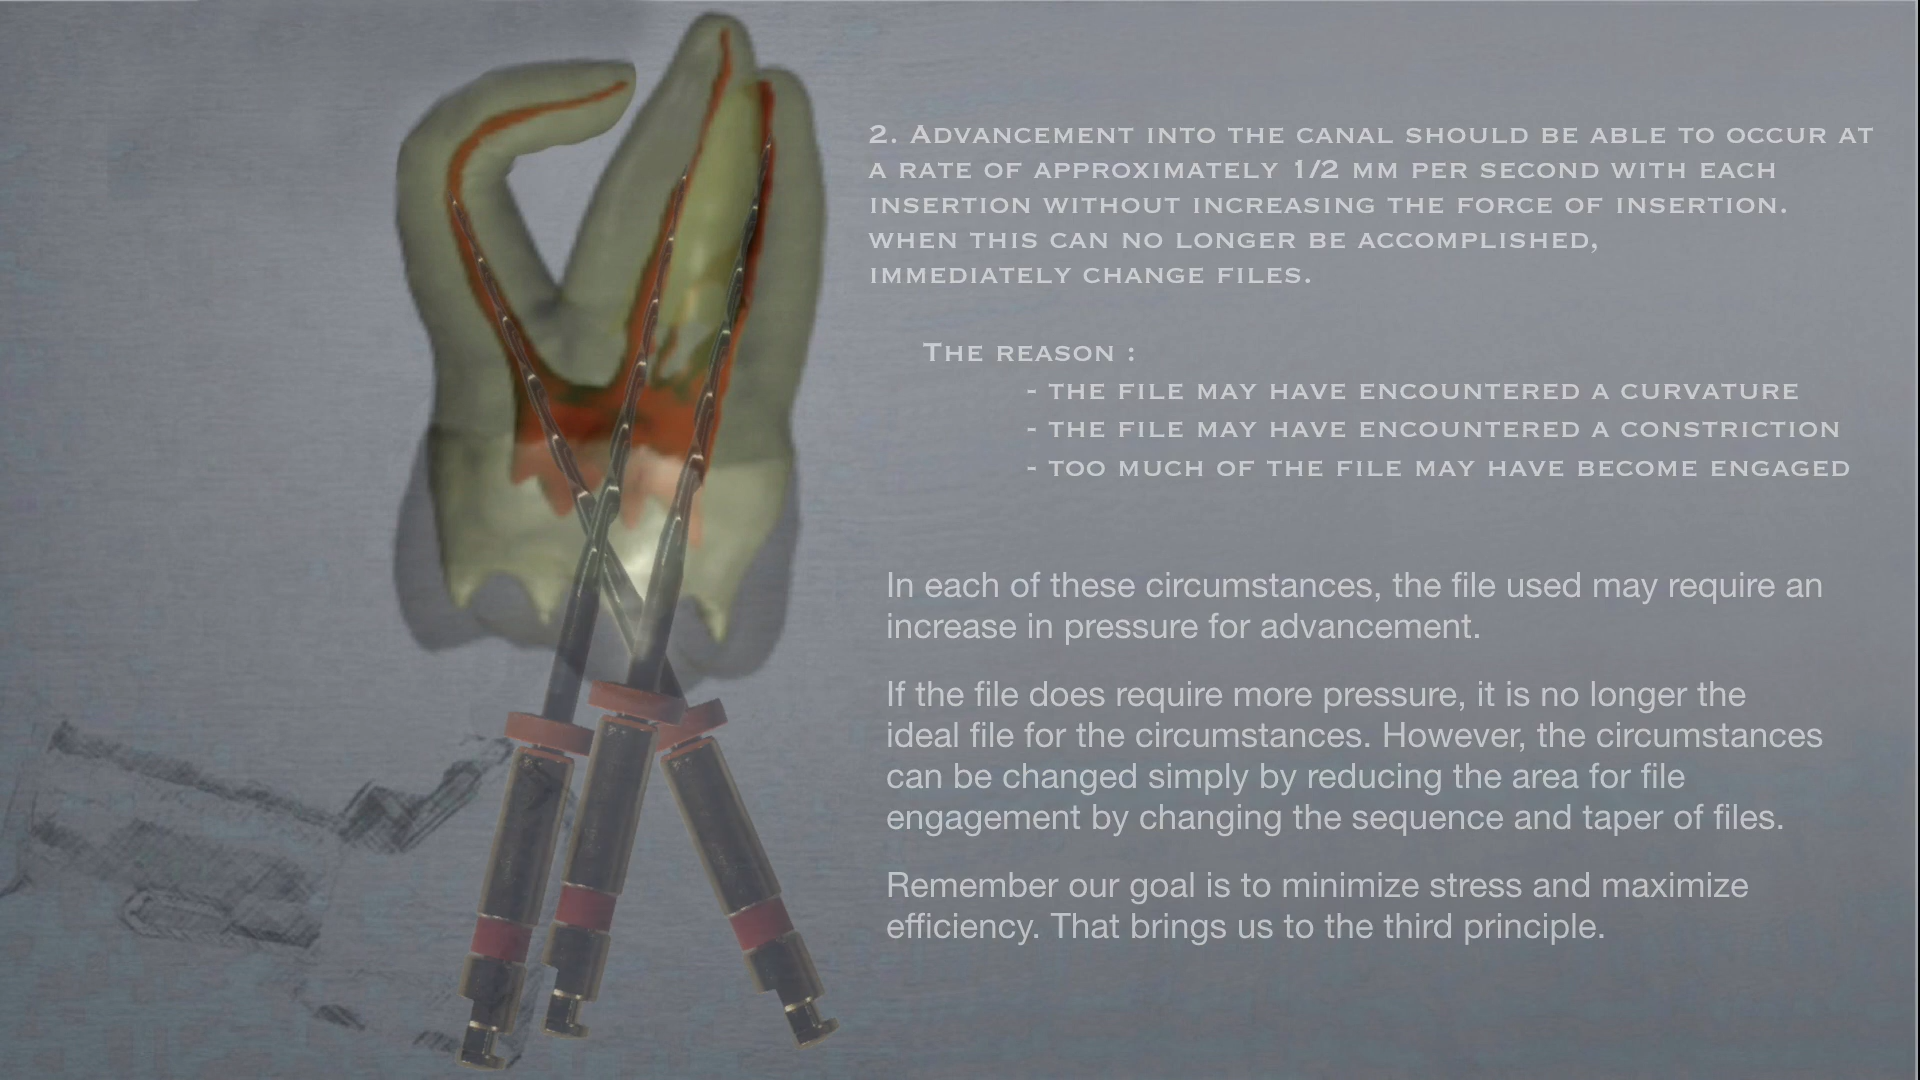 2. ADVANCEMENT INTO THE CANAL SHOULD BE ABLE TO OCCUR AT
A RATE OF APPROXIMATELY 1/2 MM PER SECOND WITH EACH
INSERTION WITHOUT INCREASING THE FORCE OF INSERTION.
WHEN THIS CAN NO LONGER BE ACCOMPLISHED,
IMMEDIATELY CHANGE FILES.
THE REASON :
- THE FILE MAY HAVE ENCOUNTERED A CURVATURE
- THE FILE MAY HAVE ENCOUNTERED A CONSTRICTION
- TOO MUCH OF THE FILE MAY HAVE BECOME ENGAGED
In each of these circumstances, the file used may require an
increase in pressure for advancement.
If the file does require more pressure, it is no longer the
ideal file for the circumstances. However, the circumstances
can be changed simply by reducing the area for file
engagement by changing the sequence and taper of files.
Remember our goal is to minimize stress and maximize
efficiency. That brings us to the third principle.